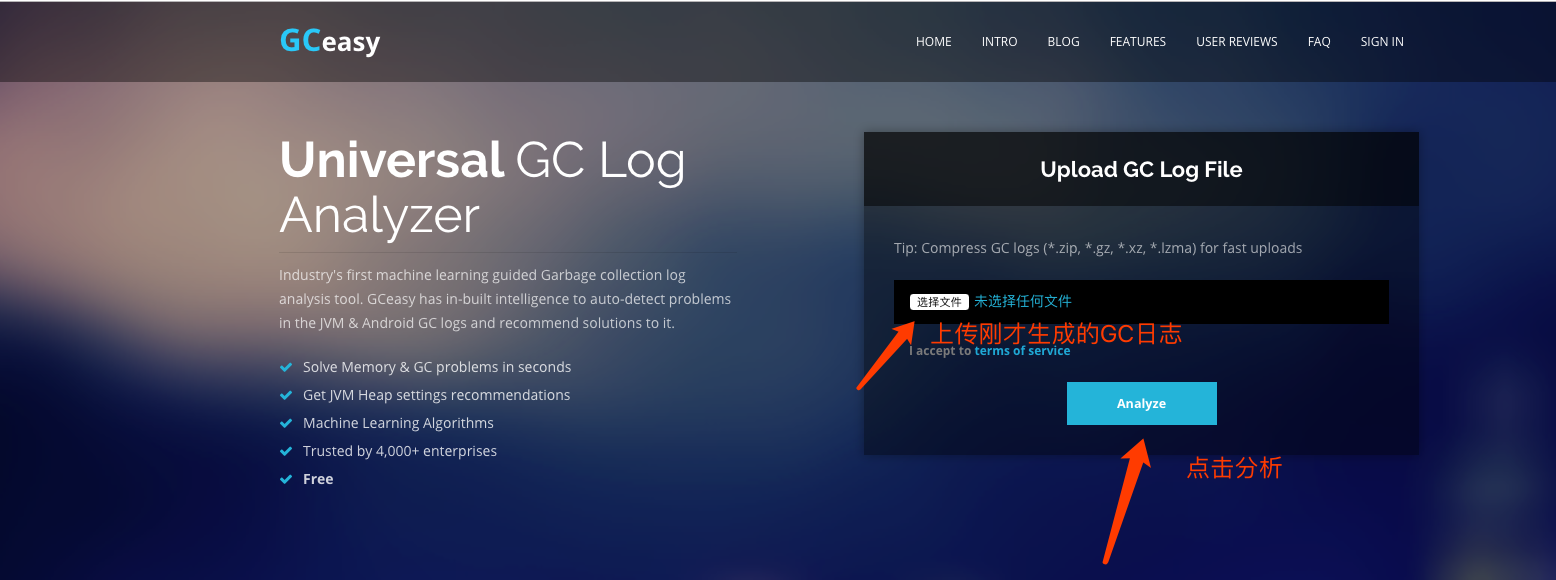 GCeasy
HOME INTRO BLOG FEATURES USER REVIEWS FAQ SIGN IN
Universal GC Log
Analyzer
Industry's first machine learning guided Garbage collection log
analysis tool. GCeasy has in-built intelligence to auto-detect problems
in the JVM & Android GC logs and recommend solutions to it.
Solve Memory & GC problems in seconds
Get JVM Heap settings recommendations
Machine Learning Algorithms
Trusted by 4,000+ enterprises
Free
Upload GC Log File
Tip: Compress GC logs (*.zip, *.gz, *.xz, *.lzma) for fast uploads
选择文件 未选择任何文件
上传刚才生成的GC日志
I accept to terms of service
Analyze
点击分析